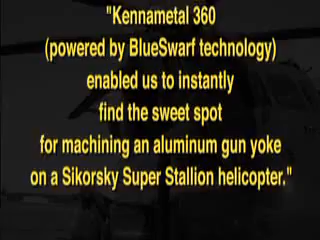 "Kennametal 360
(powered by BlueSwarf technology)
enabled us to instantly
find the sweet spot
for machining an aluminum gun yoke
on a Sikorsky Super Stallion helicopter."